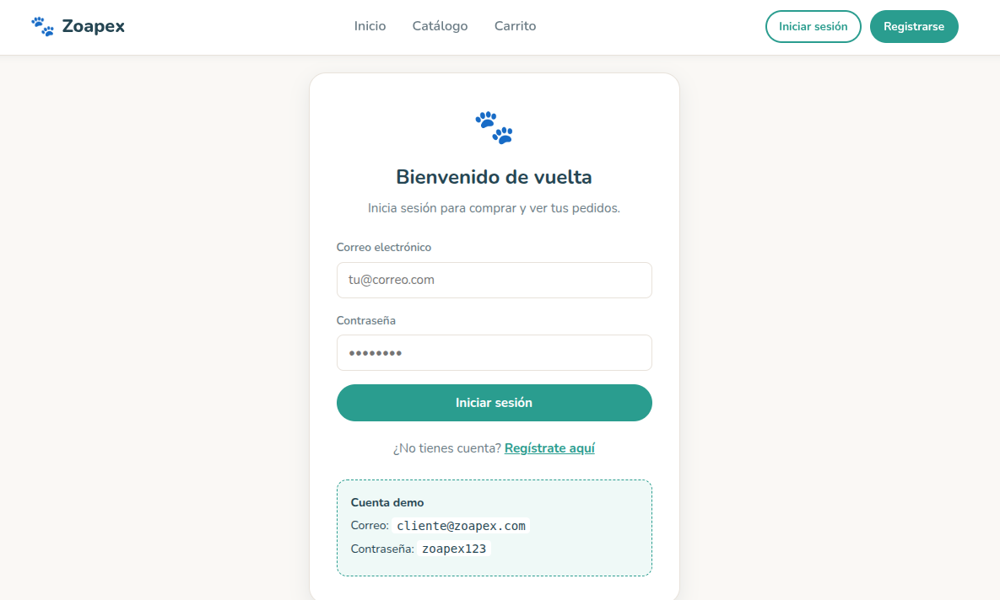 Zoapex
Inicio
Catálogo
Carrito
Iniciar sesión
Registrarse
Bienvenido de vuelta
Inicia sesión para comprar y ver tus pedidos.
Correo electrónico
tu@correo.com
Contraseña
••••••••
Iniciar sesión
¿No tienes cuenta? Regístrate aquí
Cuenta demo
Correo: cliente@zoapex.com
Contraseña: zoapex123